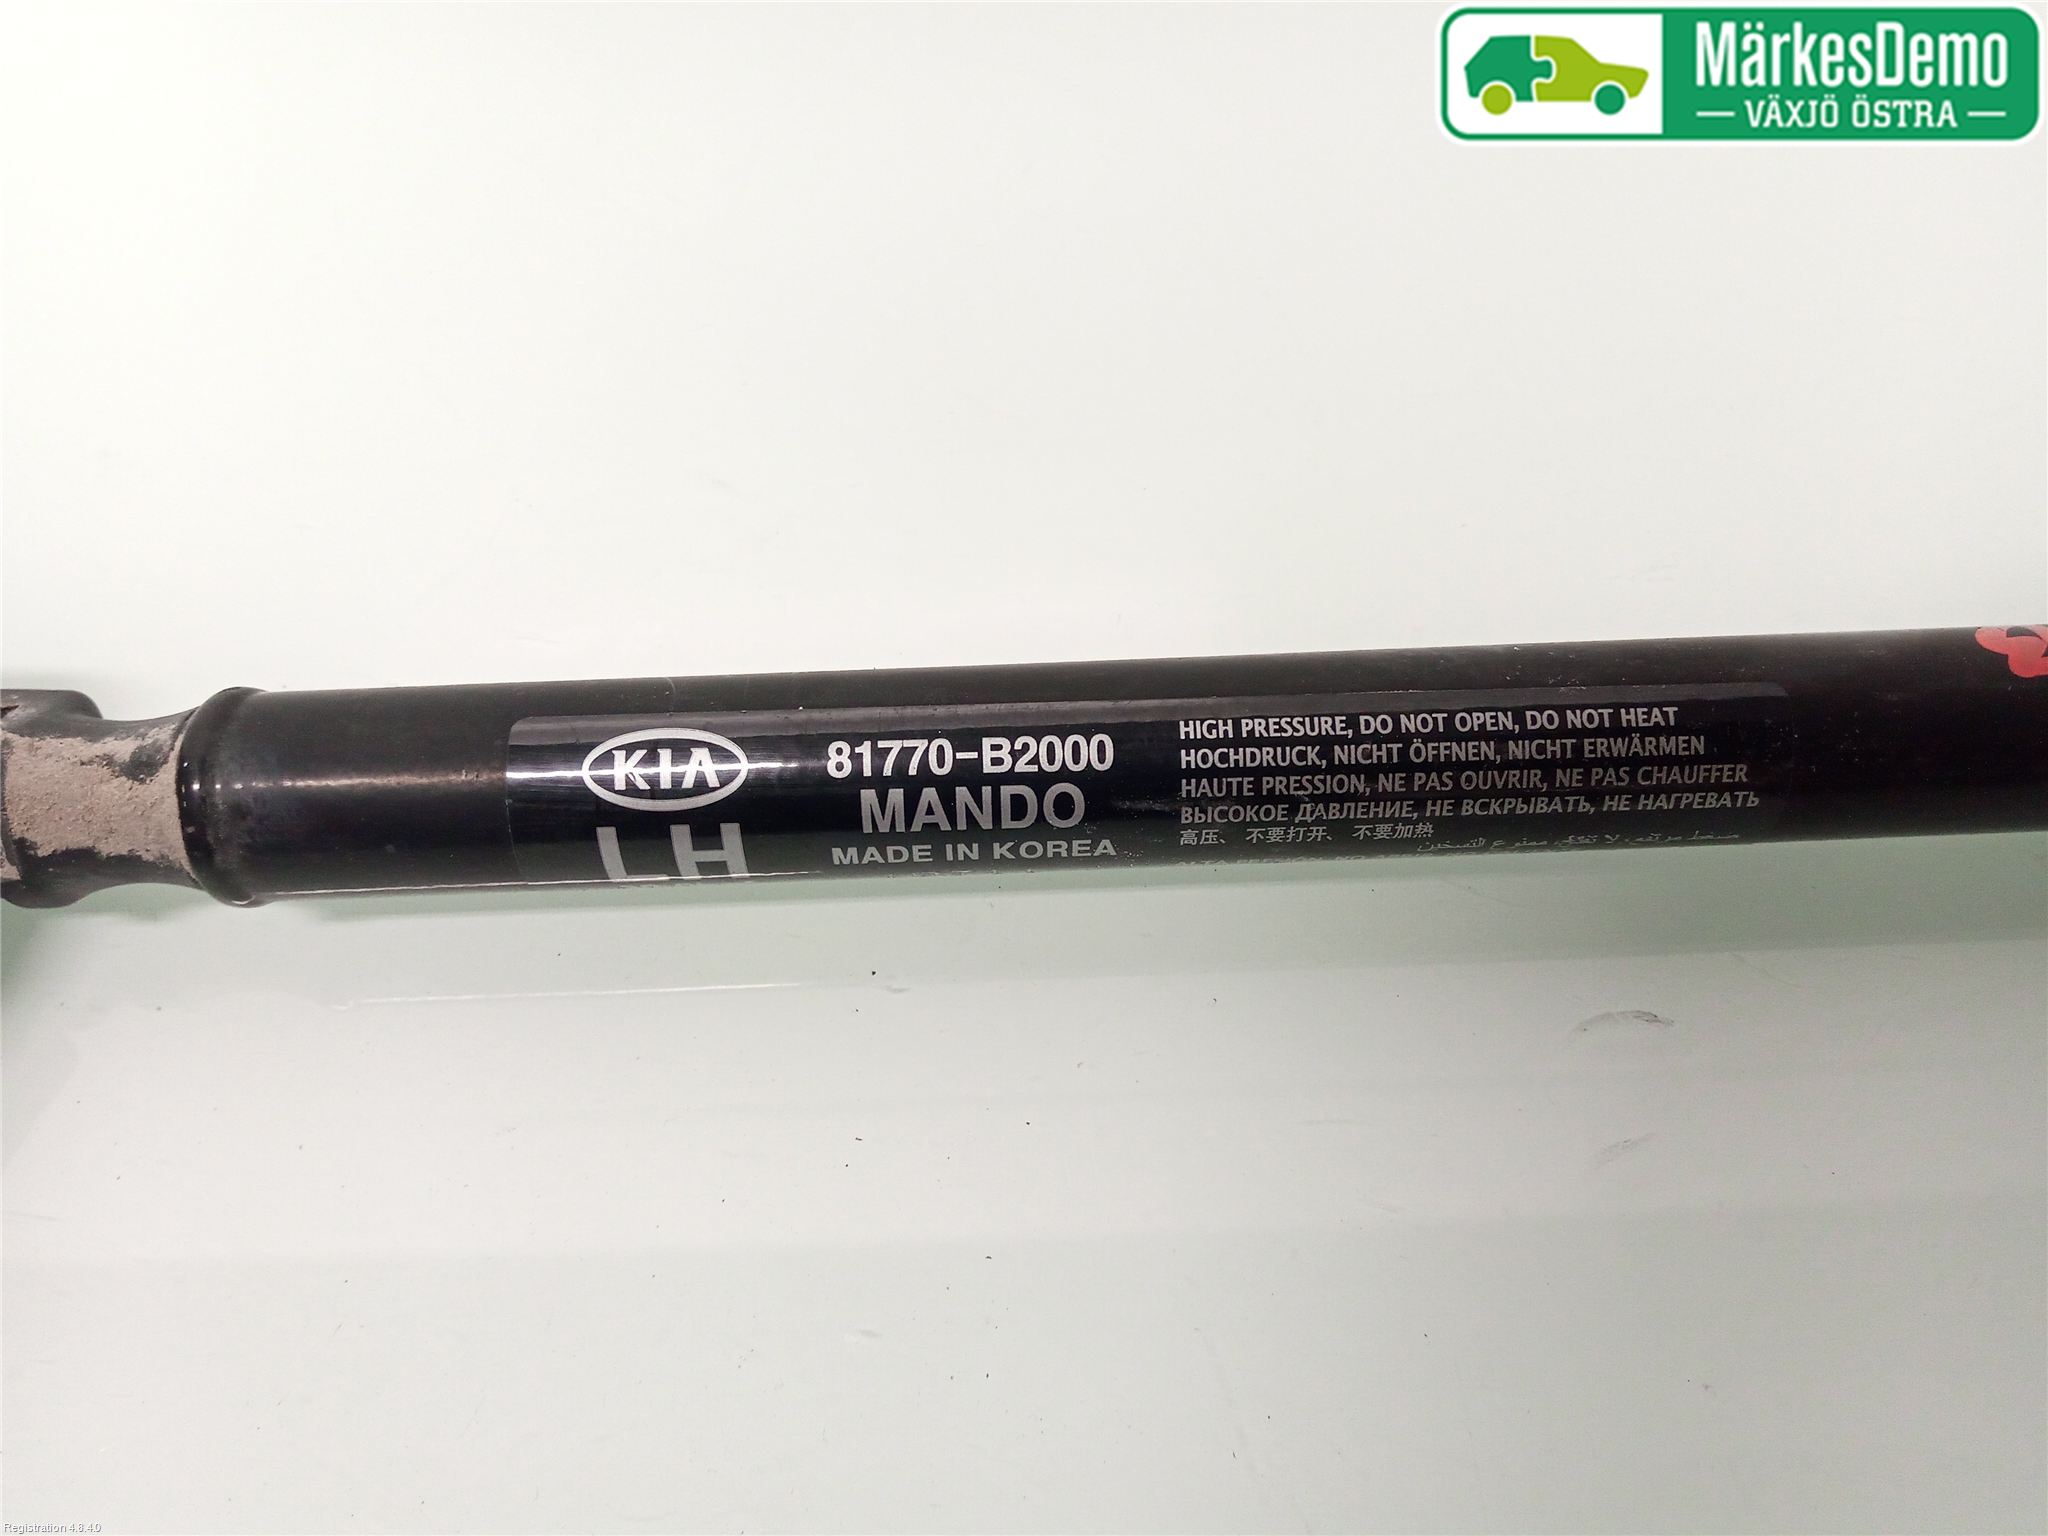 MärkesDemo
VÄXJÖ ÖSTRA
KIA
LH
81770-B2000
MANDO
MADE IN KOREA
HIGH PRESSURE, DO NOT OPEN, DO NOT HEAT
HOCHDRUCK, NICHT ÖFFNEN, NICHT ERWÄRMEN
HAUTE PRESSION, NE PAS OUVRIR, NE PAS CHAUFFER
ВЫСОКОЕ ДАВЛЕНИЕ, НЕ ВСКРЫВАТЬ, НЕ НАГРЕВАТЬ
高压、不要打开、不要加热
Registration 4.8.4.0